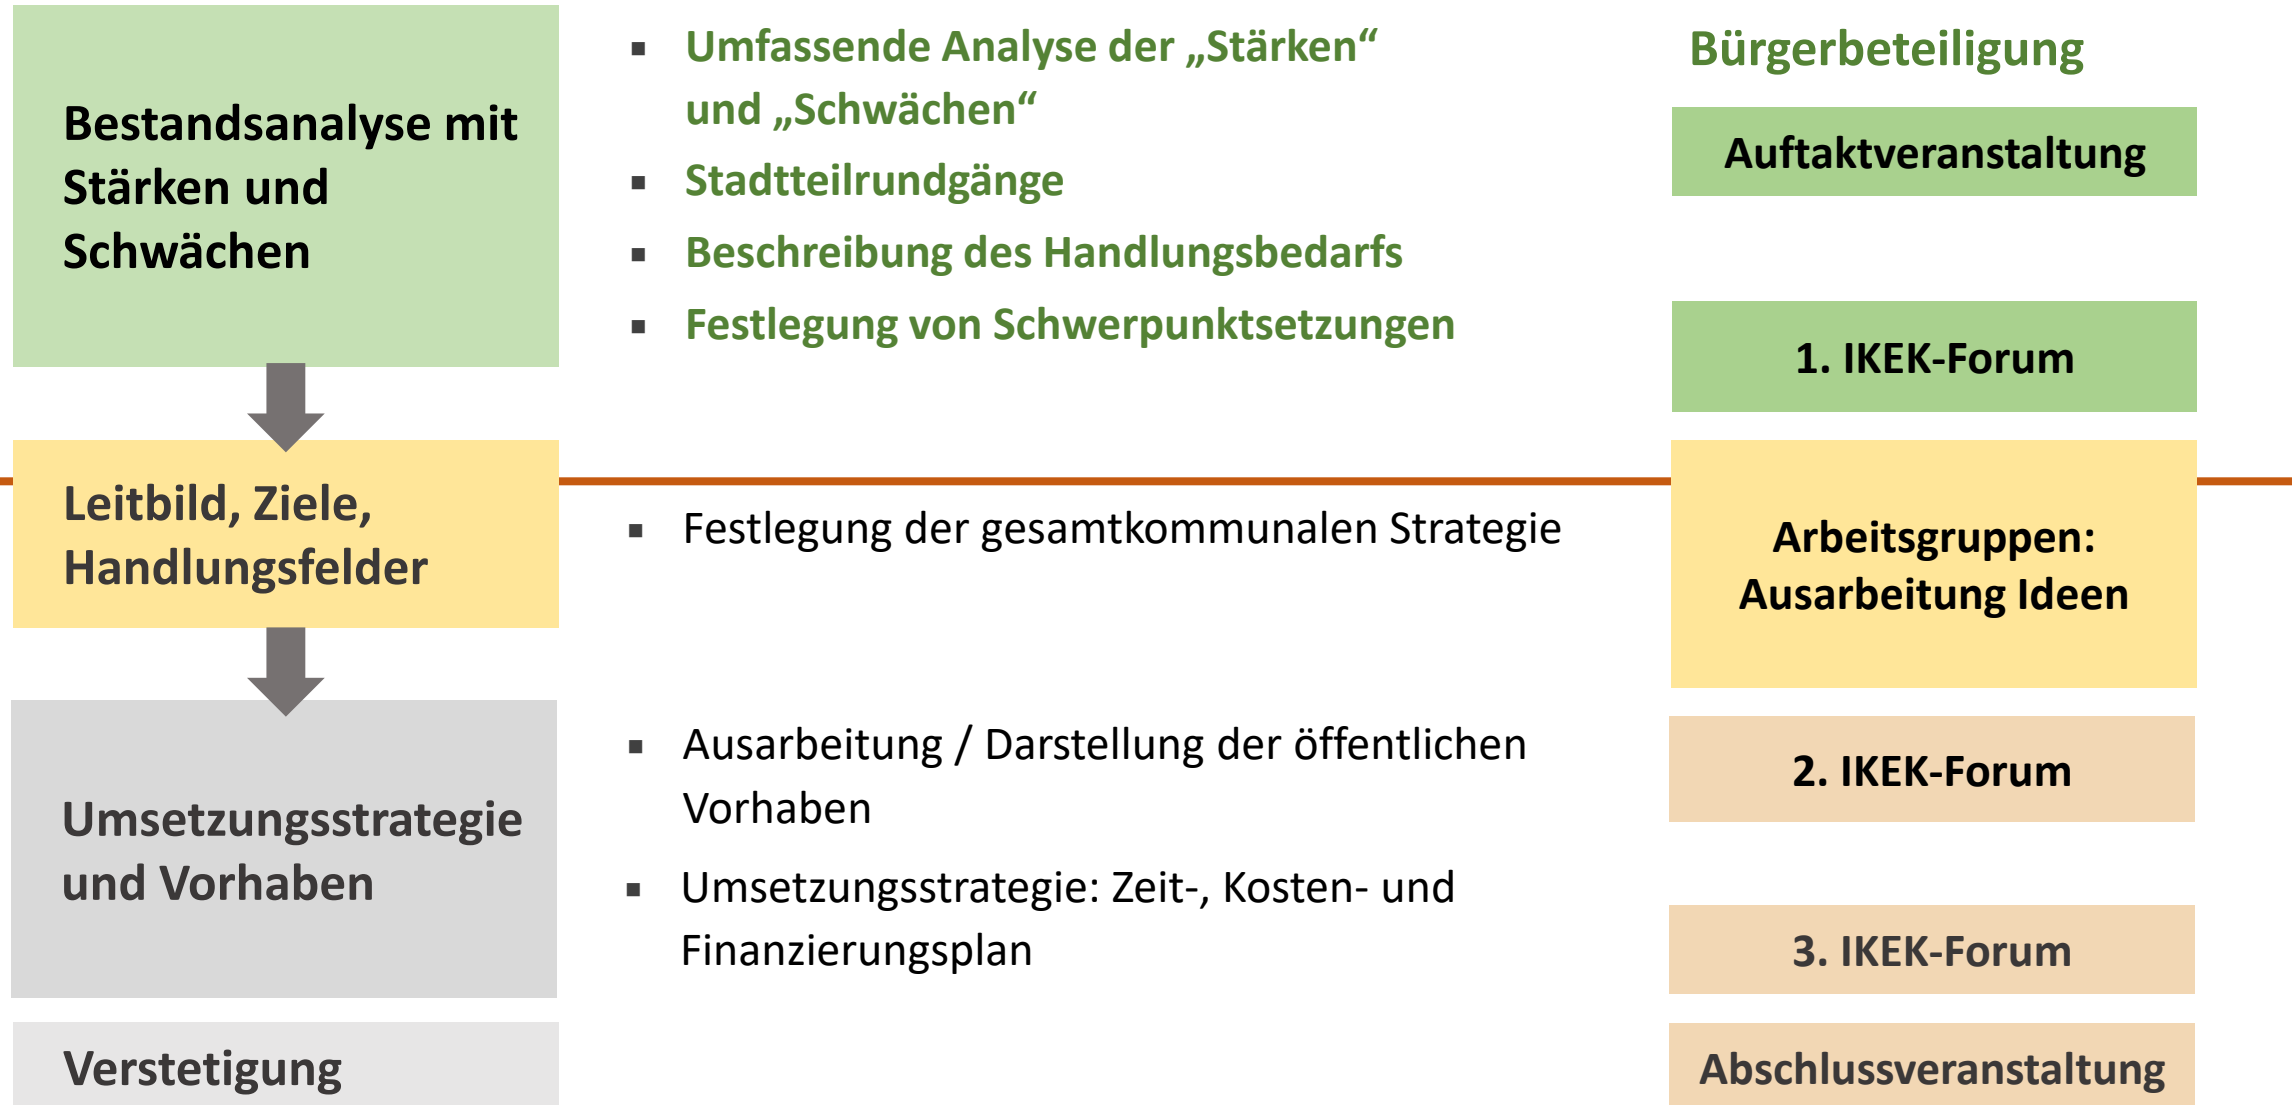 Bestandsanalyse mit
Stärken und
Schwächen
▪ Umfassende Analyse der „Stärken“
und „Schwächen“
▪ Stadtteilrundgänge
▪ Beschreibung des Handlungsbedarfs
▪ Festlegung von Schwerpunktsetzungen
Bürgerbeteiligung
Auftaktveranstaltung
1. IKEK-Forum
Leitbild, Ziele,
Handlungsfelder
▪ Festlegung der gesamtkommunalen Strategie
Arbeitsgruppen:
Ausarbeitung Ideen
Umsetzungsstrategie
und Vorhaben
▪ Ausarbeitung / Darstellung der öffentlichen
Vorhaben
▪ Umsetzungsstrategie: Zeit-, Kosten- und
Finanzierungsplan
2. IKEK-Forum
3. IKEK-Forum
Verstetigung
Abschlussveranstaltung